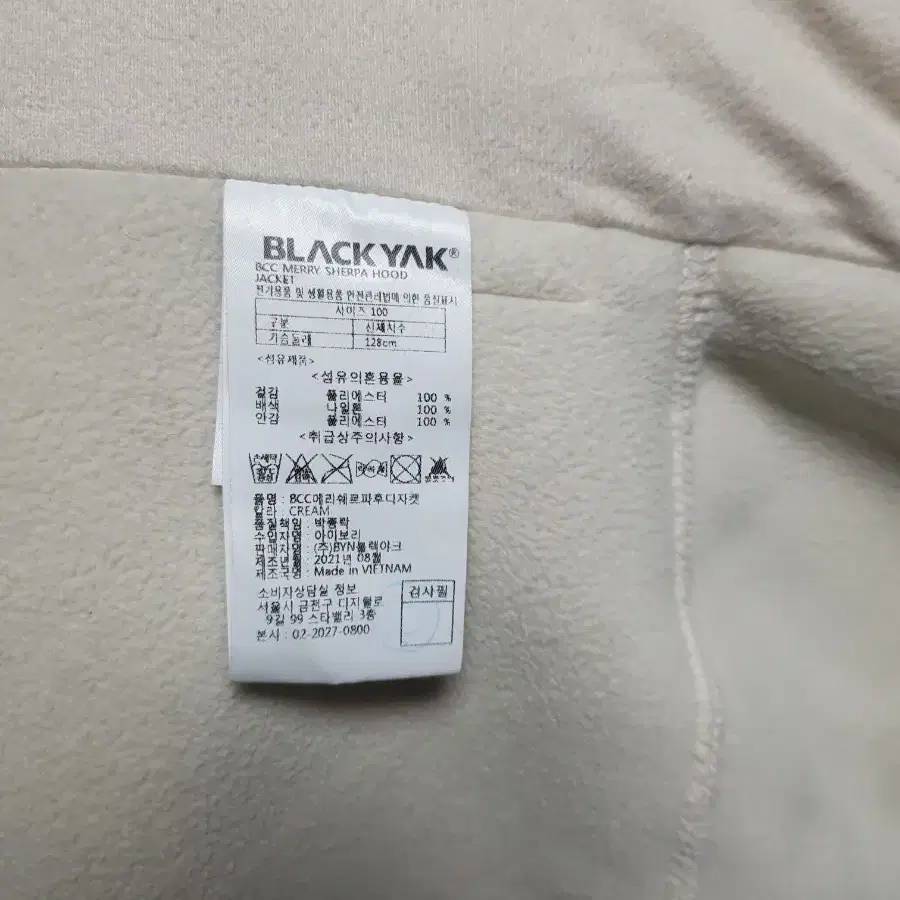 BLACKYAK®
BCC MERRY SHERPA HOOD
JACKET
전기용품 및 생활용품 안전관리법에 의한 품질표시
사이즈 100
구분 신체치수
가슴둘레 128cm
<섬유제품>
<섬유의혼용율>
겉감 폴리에스터 100 %
배색 나일론 100 %
안감 폴리에스터 100 %
<취급상주의사항>
품명 : BCC메리쉐르파후디자켓
칼라 : CREAM
품질책임 : 박종락
수입자명 : 아이보리
판매자명 : (주)BYN블랙야크
제조년월 : 2021년 08월
제조국명 : Made in VIETNAM
소비자상담실 정보
서울시 금천구 디지털로
9길 99 스타밸리 3층
본사 : 02-2027-0800
검사필